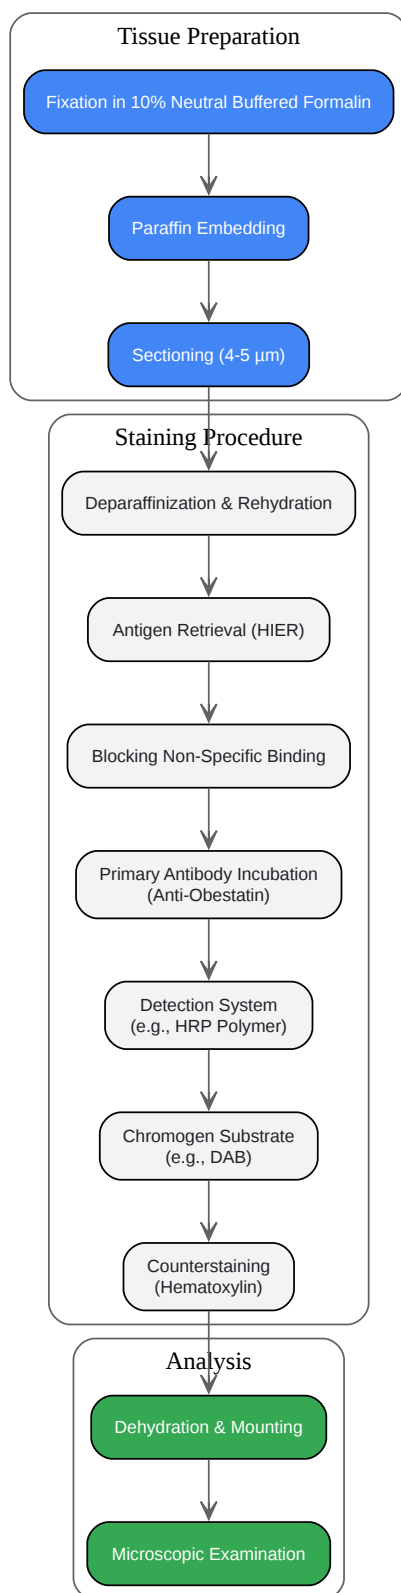 Tissue Preparation
Fixation in 10% Neutral Buffered Formalin
Paraffin Embedding
Sectioning (4-5 µm)
Staining Procedure
Deparaffinization & Rehydration
Antigen Retrieval (HIER)
Blocking Non-Specific Binding
Primary Antibody Incubation
(Anti-Obestatin)
Detection System
(e.g., HRP Polymer)
Chromogen Substrate
(e.g., DAB)
Counterstaining
(Hematoxylin)
Analysis
Dehydration & Mounting
Microscopic Examination